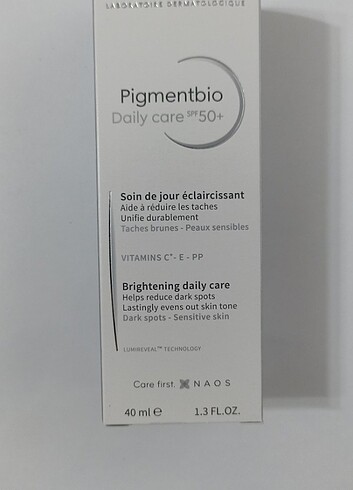 LABORATOIRE DERMATOLOGIQUE
Pigmentbio
Daily care SPF50+
Soin de jour éclaircissant
Aide à réduire les taches
Unifie durablement
Taches brunes - Peaux sensibles
VITAMINS C*- E - PP
Brightening daily care
Helps reduce dark spots
Lastingly evens out skin tone
Dark spots - Sensitive skin
LUMIREVEAL™ TECHNOLOGY
Care first. NAOS
40 ml ℮ 1.3 FL.OZ.